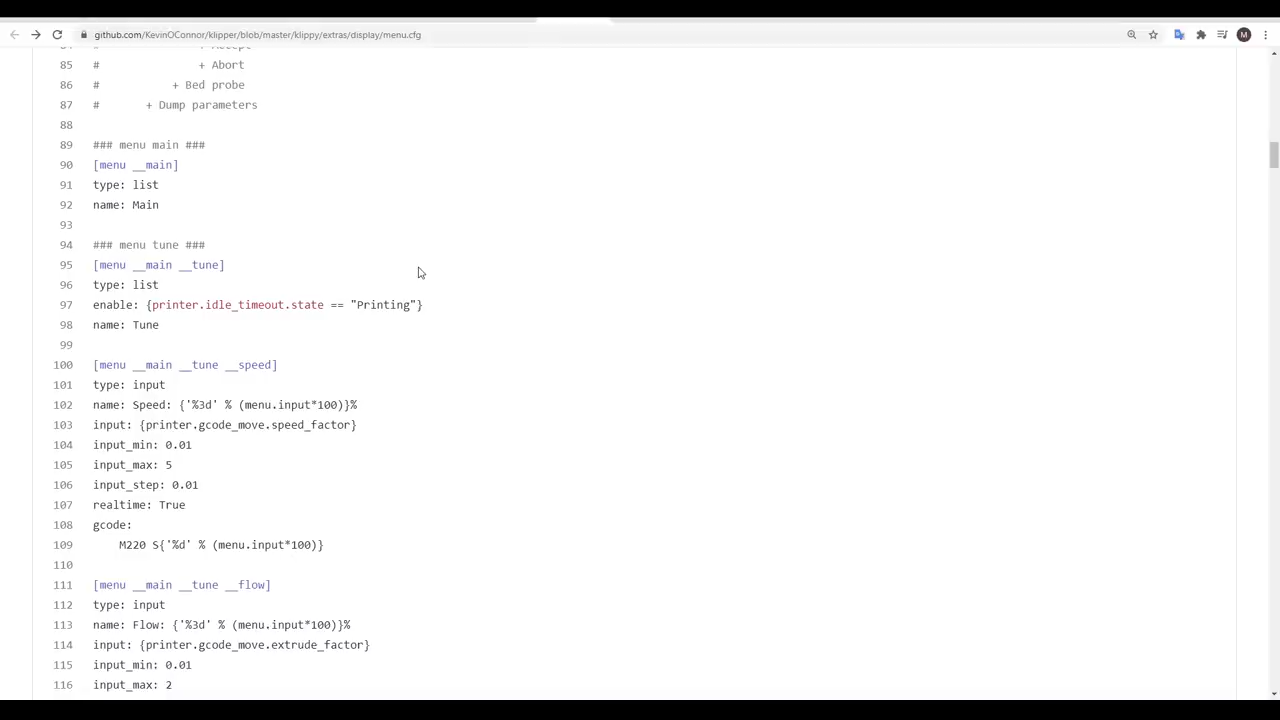 github.com/KevinOConnor/klipper/blob/master/klippy/extras/display/menu.cfg
M
84 # + Accept
85 # + Abort
86 # + Bed probe
87 # + Dump parameters
88
89 ### menu main ###
90 [menu __main]
91 type: list
92 name: Main
93
94 ### menu tune ###
95 [menu __main __tune]
96 type: list
97 enable: {printer.idle_timeout.state == "Printing"}
98 name: Tune
99
100 [menu __main __tune __speed]
101 type: input
102 name: Speed: {'%3d' % (menu.input*100)}%
103 input: {printer.gcode_move.speed_factor}
104 input_min: 0.01
105 input_max: 5
106 input_step: 0.01
107 realtime: True
108 gcode:
109 M220 S{'%d' % (menu.input*100)}
110
111 [menu __main __tune __flow]
112 type: input
113 name: Flow: {'%3d' % (menu.input*100)}%
114 input: {printer.gcode_move.extrude_factor}
115 input_min: 0.01
116 input_max: 2